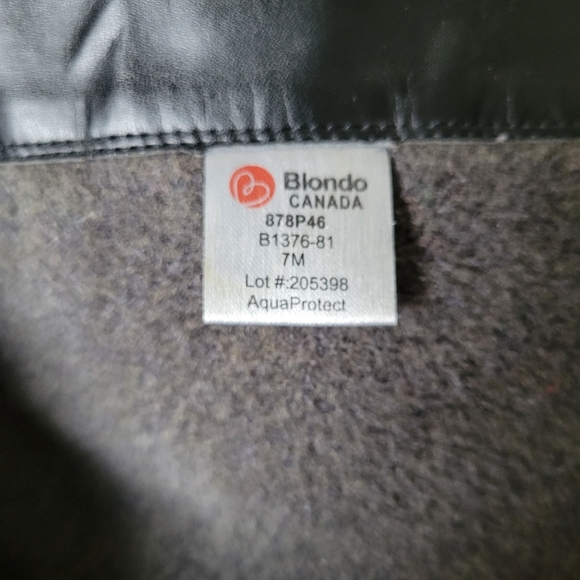 Blondo
CANADA
878P46
B1376-81
7M
Lot #:205398
AquaProtect